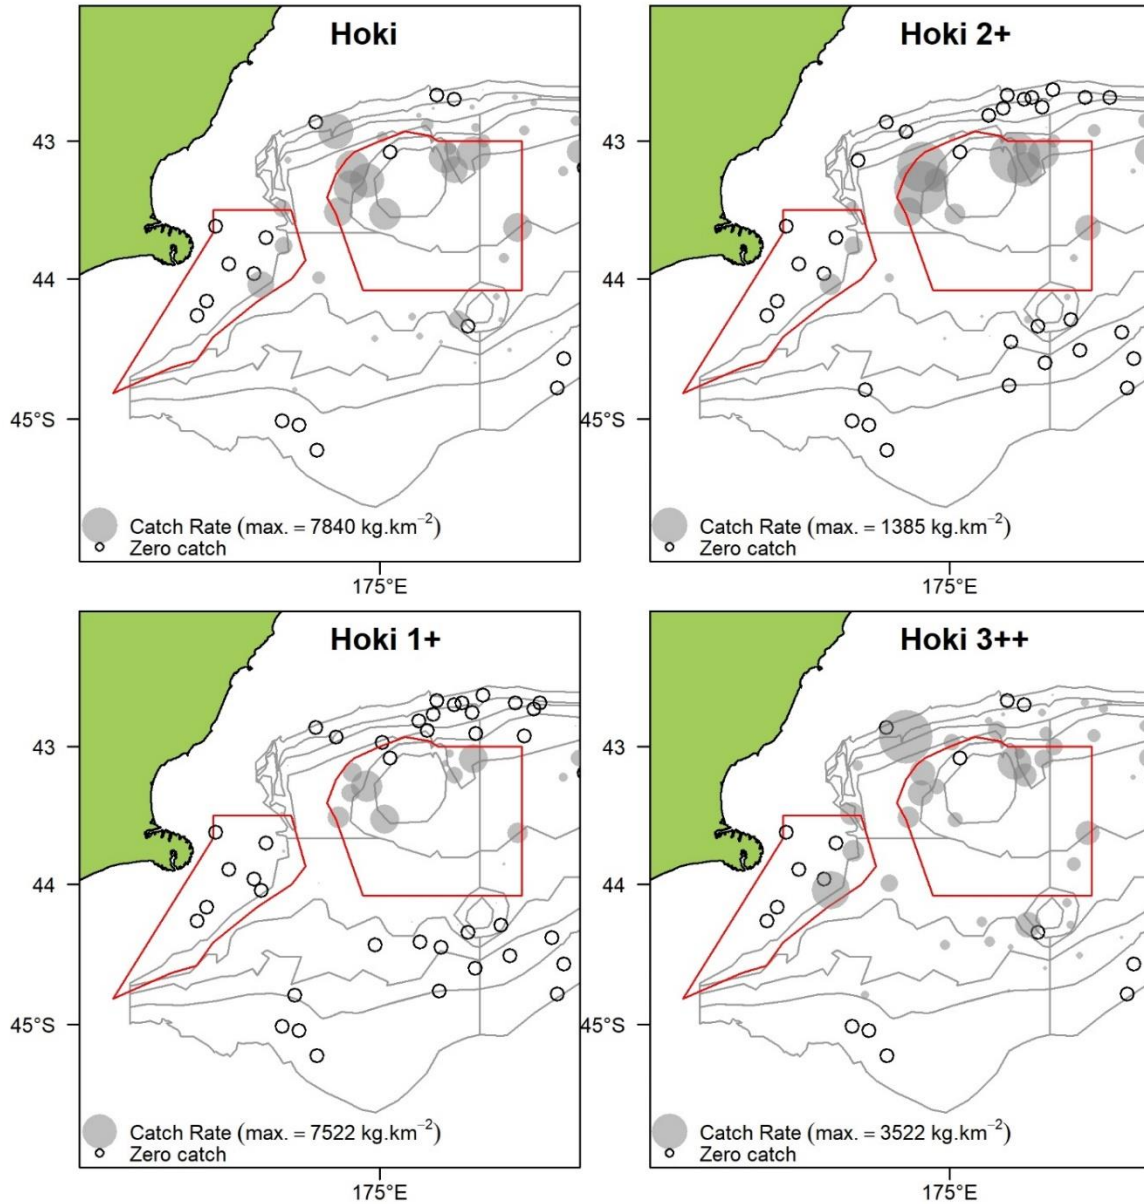 Hoki
43
44
45°S
Catch Rate (max. = 7840 kg.km⁻²)
Zero catch
175°E
Hoki 2+
43
44
45°S
Catch Rate (max. = 1385 kg.km⁻²)
Zero catch
175°E
Hoki 1+
43
44
45°S
Catch Rate (max. = 7522 kg.km⁻²)
Zero catch
175°E
Hoki 3++
43
44
45°S
Catch Rate (max. = 3522 kg.km⁻²)
Zero catch
175°E